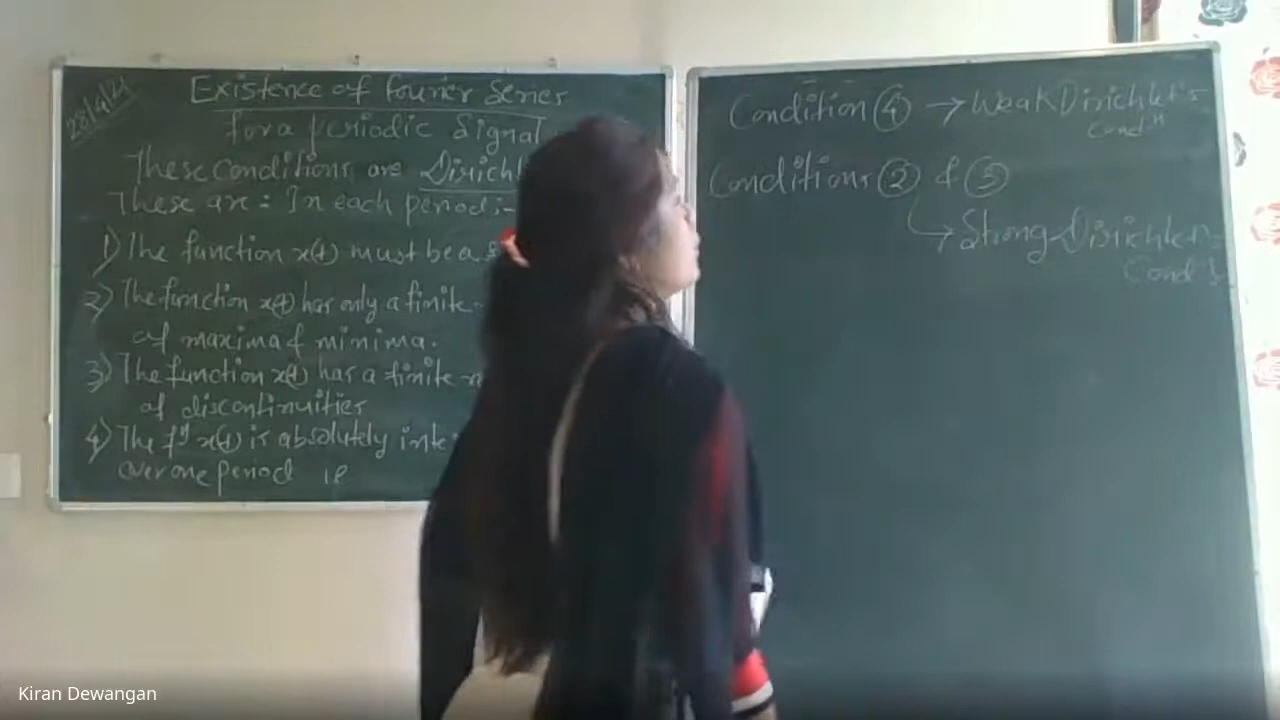 28/4/21
Existence of Fourier Series
for a periodic Signal
These Conditions are Dirichl
These are: In each period:-
1) The function x(t) must be a s
2) The function x(t) has only a finite
of maxima & minima.
3) The function x(t) has a finite n
of discontinuities
4) The fⁿ x(t) is absolutely inte
over one period ie
Condition ④ → Weak Dirichlet's
Condⁿ
Conditions ② & ③
→ Strong Dirichlet's
Condⁿs
Kiran Dewangan